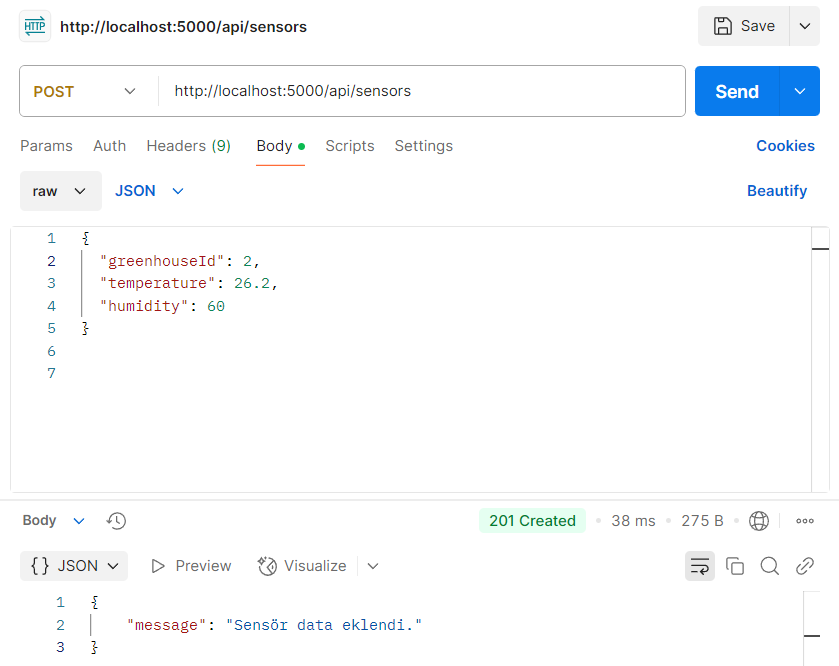 HTTP http://localhost:5000/api/sensors Save
POST http://localhost:5000/api/sensors Send
Params Auth Headers (9) Body Scripts Settings Cookies
raw JSON Beautify
1 {
2 "greenhouseId": 2,
3 "temperature": 26.2,
4 "humidity": 60
5 }
6
7
Body 201 Created 38 ms 275 B
{} JSON Preview Visualize
1 {
2 "message": "Sensör data eklendi."
3 }